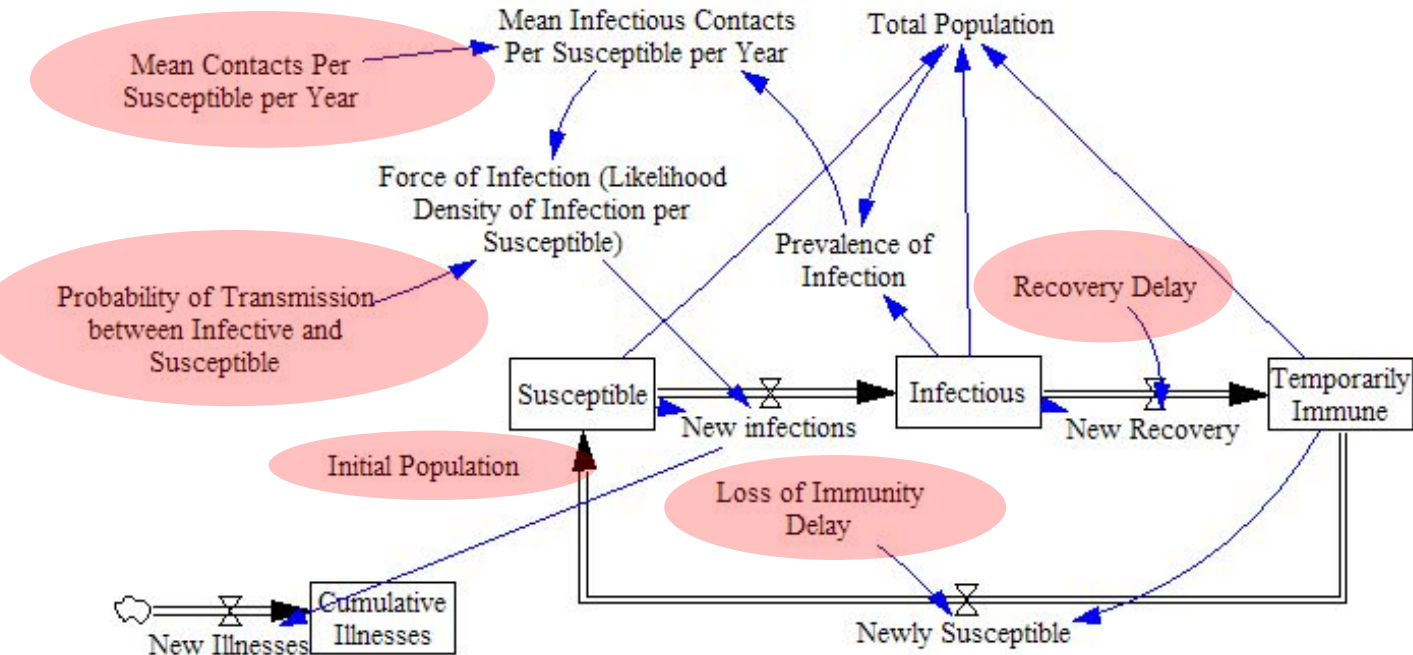 Mean Infectious Contacts
Per Susceptible per Year
Total Population
Mean Contacts Per
Susceptible per Year
Force of Infection (Likelihood
Density of Infection per
Susceptible)
Prevalence of
Infection
Recovery Delay
Probability of Transmission
between Infective and
Susceptible
Susceptible
Infectious
Temporarily
Immune
New infections
New Recovery
Initial Population
Loss of Immunity
Delay
Cumulative
Illnesses
New Illnesses
Newly Susceptible